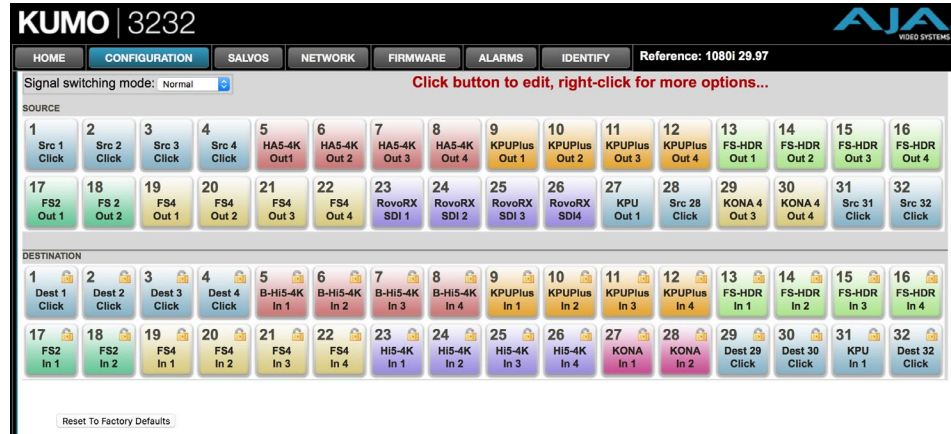 KUMO 3232
AJA
VIDEO SYSTEMS
HOME CONFIGURATION SALVOS NETWORK FIRMWARE ALARMS IDENTIFY Reference: 1080i 29.97
Signal switching mode: Normal
Click button to edit, right-click for more options...
SOURCE
1 2 3 4 5 6 7 8 9 10 11 12 13 14 15 16
Src 1 Src 2 Src 3 Src 4 HA5-4K HA5-4K HA5-4K HA5-4K KPUPlus KPUPlus KPUPlus KPUPlus FS-HDR FS-HDR FS-HDR FS-HDR
Click Click Click Click Out1 Out 2 Out 3 Out 4 Out 1 Out 2 Out 3 Out 4 Out 1 Out 2 Out 3 Out 4
17 18 19 20 21 22 23 24 25 26 27 28 29 30 31 32
FS2 FS 2 FS4 FS4 FS4 FS4 RovoRX RovoRX RovoRX RovoRX KPU Src 28 KONA 4 KONA 4 Src 31 Src 32
Out 1 Out 2 Out 1 Out 2 Out 3 Out 4 SDI 1 SDI 2 SDI 3 SDI4 Out 1 Click Out 3 Out 4 Click Click
DESTINATION
1 2 3 4 5 6 7 8 9 10 11 12 13 14 15 16
Dest 1 Dest 2 Dest 3 Dest 4 B-Hi5-4K B-Hi5-4K B-Hi5-4K B-Hi5-4K KPUPlus KPUPlus KPUPlus KPUPlus FS-HDR FS-HDR FS-HDR FS-HDR
Click Click Click Click In 1 In 2 In 3 In 4 In 1 In 2 In 3 In 4 In 1 In 2 In 3 In 4
17 18 19 20 21 22 23 24 25 26 27 28 29 30 31 32
FS2 FS2 FS4 FS4 FS4 FS4 Hi5-4K Hi5-4K Hi5-4K Hi5-4K KONA KONA Dest 29 Dest 30 KPU Dest 32
In 1 In 2 In 1 In 2 In 3 In 4 In 1 In 2 In 3 In 4 In 1 In 2 Click Click In 1 Click
Reset To Factory Defaults